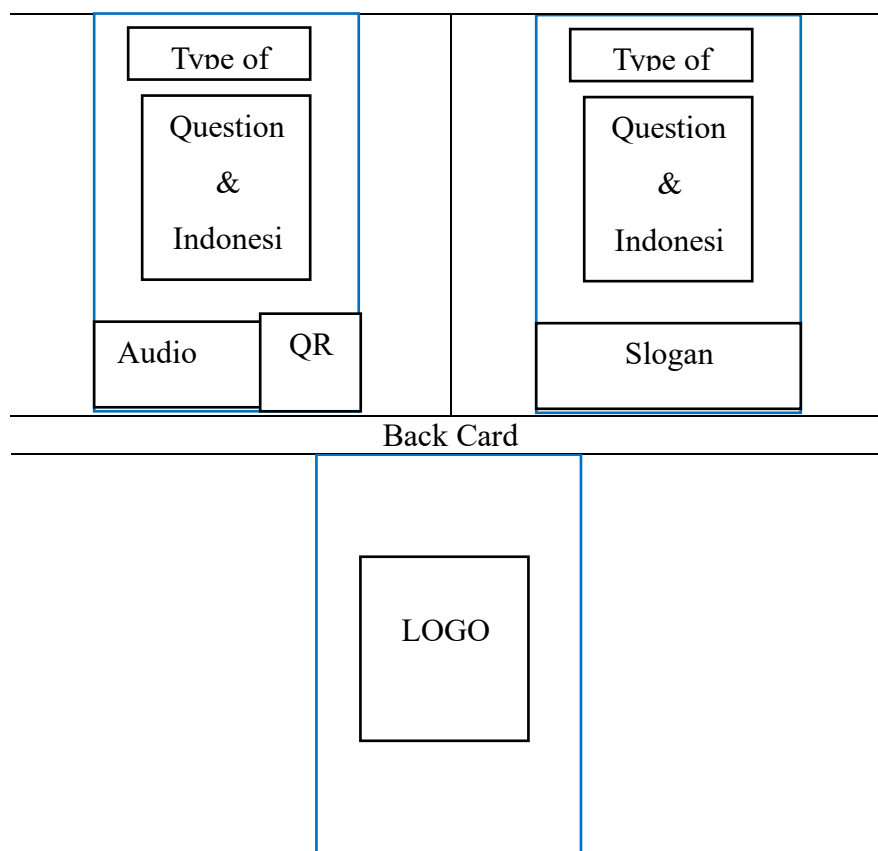 Type of
Type of
Question
&
Indonesi
Question
&
Indonesi
Audio
QR
Slogan
Back Card
LOGO